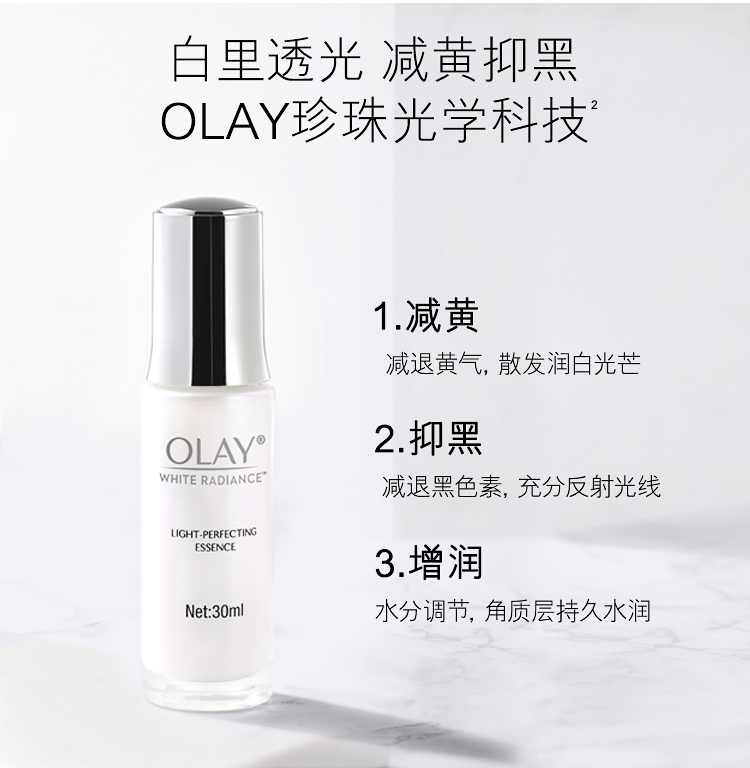 白里透光 减黄抑黑
OLAY珍珠光学科技²
1.减黄
减退黄气, 散发润白光芒
2.抑黑
减退黑色素, 充分反射光线
3.增润
水分调节, 角质层持久水润
OLAY®
WHITE RADIANCE™
LIGHT-PERFECTING
ESSENCE
Net:30ml